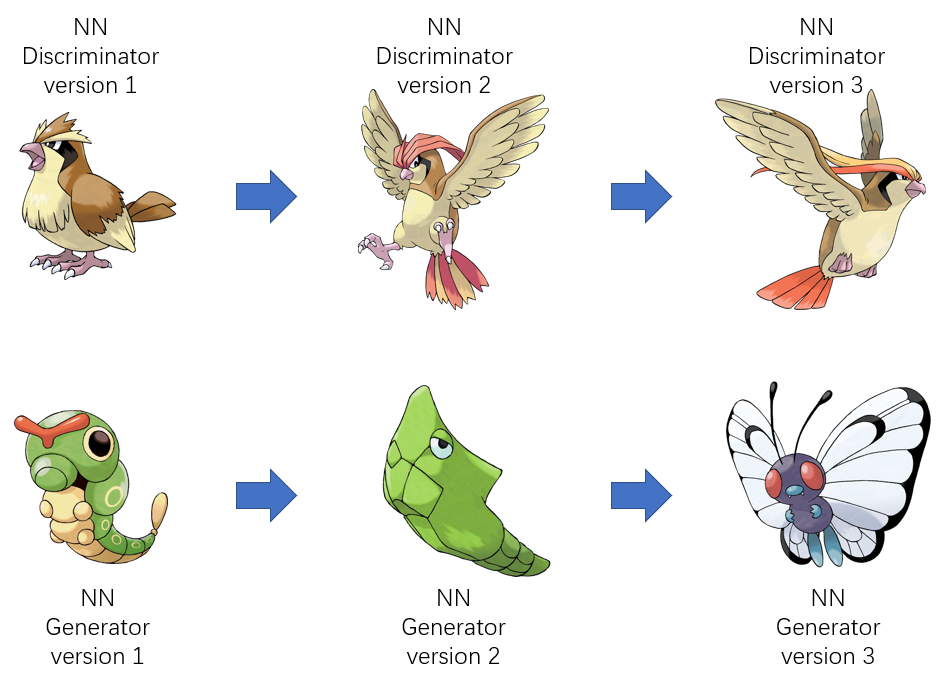 NN
Discriminator
version 1
NN
Discriminator
version 2
NN
Discriminator
version 3
NN
Generator
version 1
NN
Generator
version 2
NN
Generator
version 3